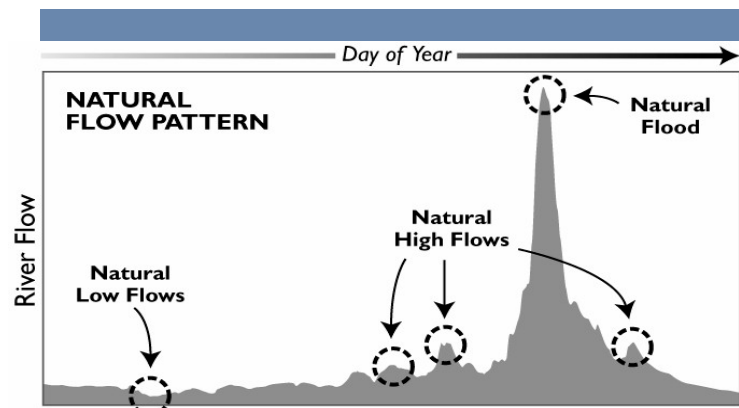 Day of Year
NATURAL
FLOW PATTERN
Natural
Flood
Natural
High Flows
Natural
Low Flows
River Flow